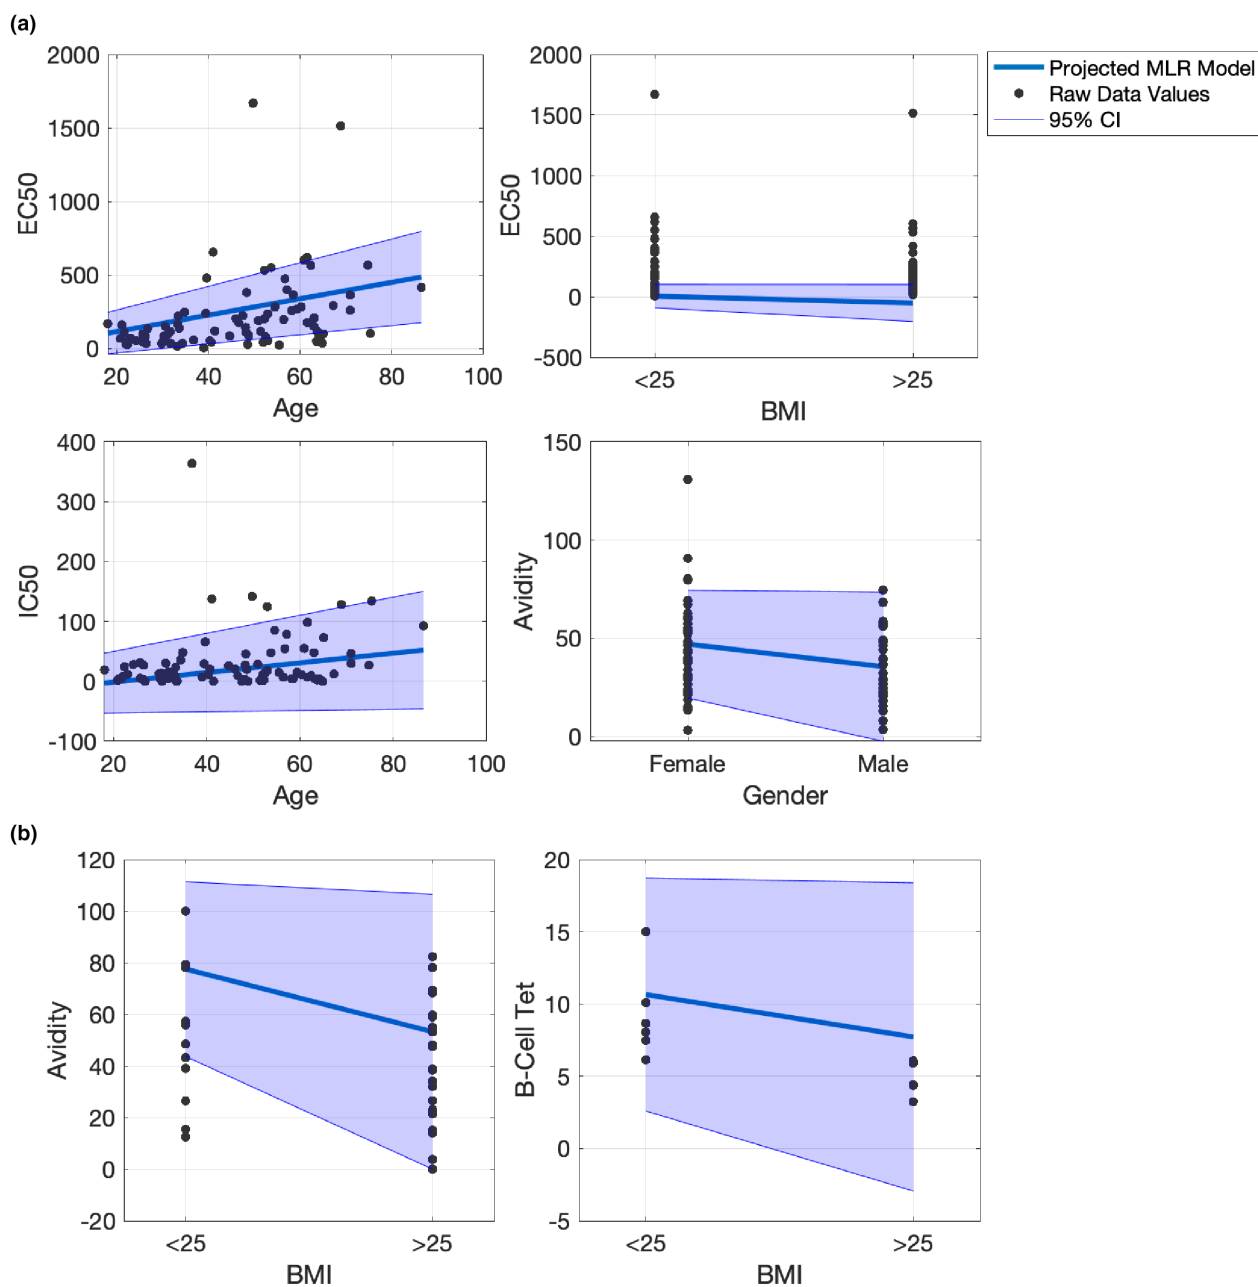 (a)
2000
1500
1000
500
0
EC50
20 40 60 80 100
Age
2000
1500
1000
500
0
-500
EC50
<25 >25
BMI
Projected MLR Model
Raw Data Values
95% CI
400
300
200
100
0
-100
IC50
20 40 60 80 100
Age
150
100
50
0
Avidity
Female Male
Gender
(b)
120
100
80
60
40
20
0
-20
Avidity
<25 >25
BMI
20
15
10
5
0
-5
B-Cell Tet
<25 >25
BMI